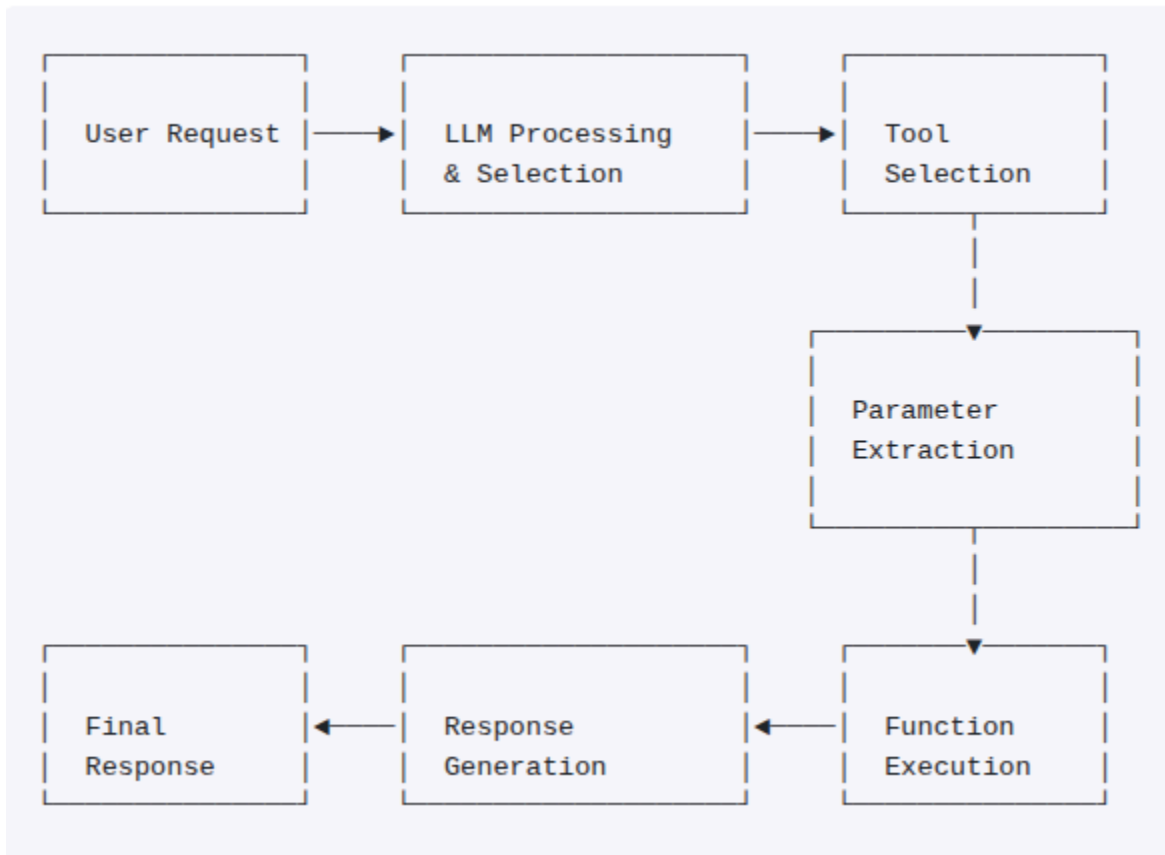 User Request
LLM Processing
& Selection
Tool
Selection
Parameter
Extraction
Function
Execution
Response
Generation
Final
Response